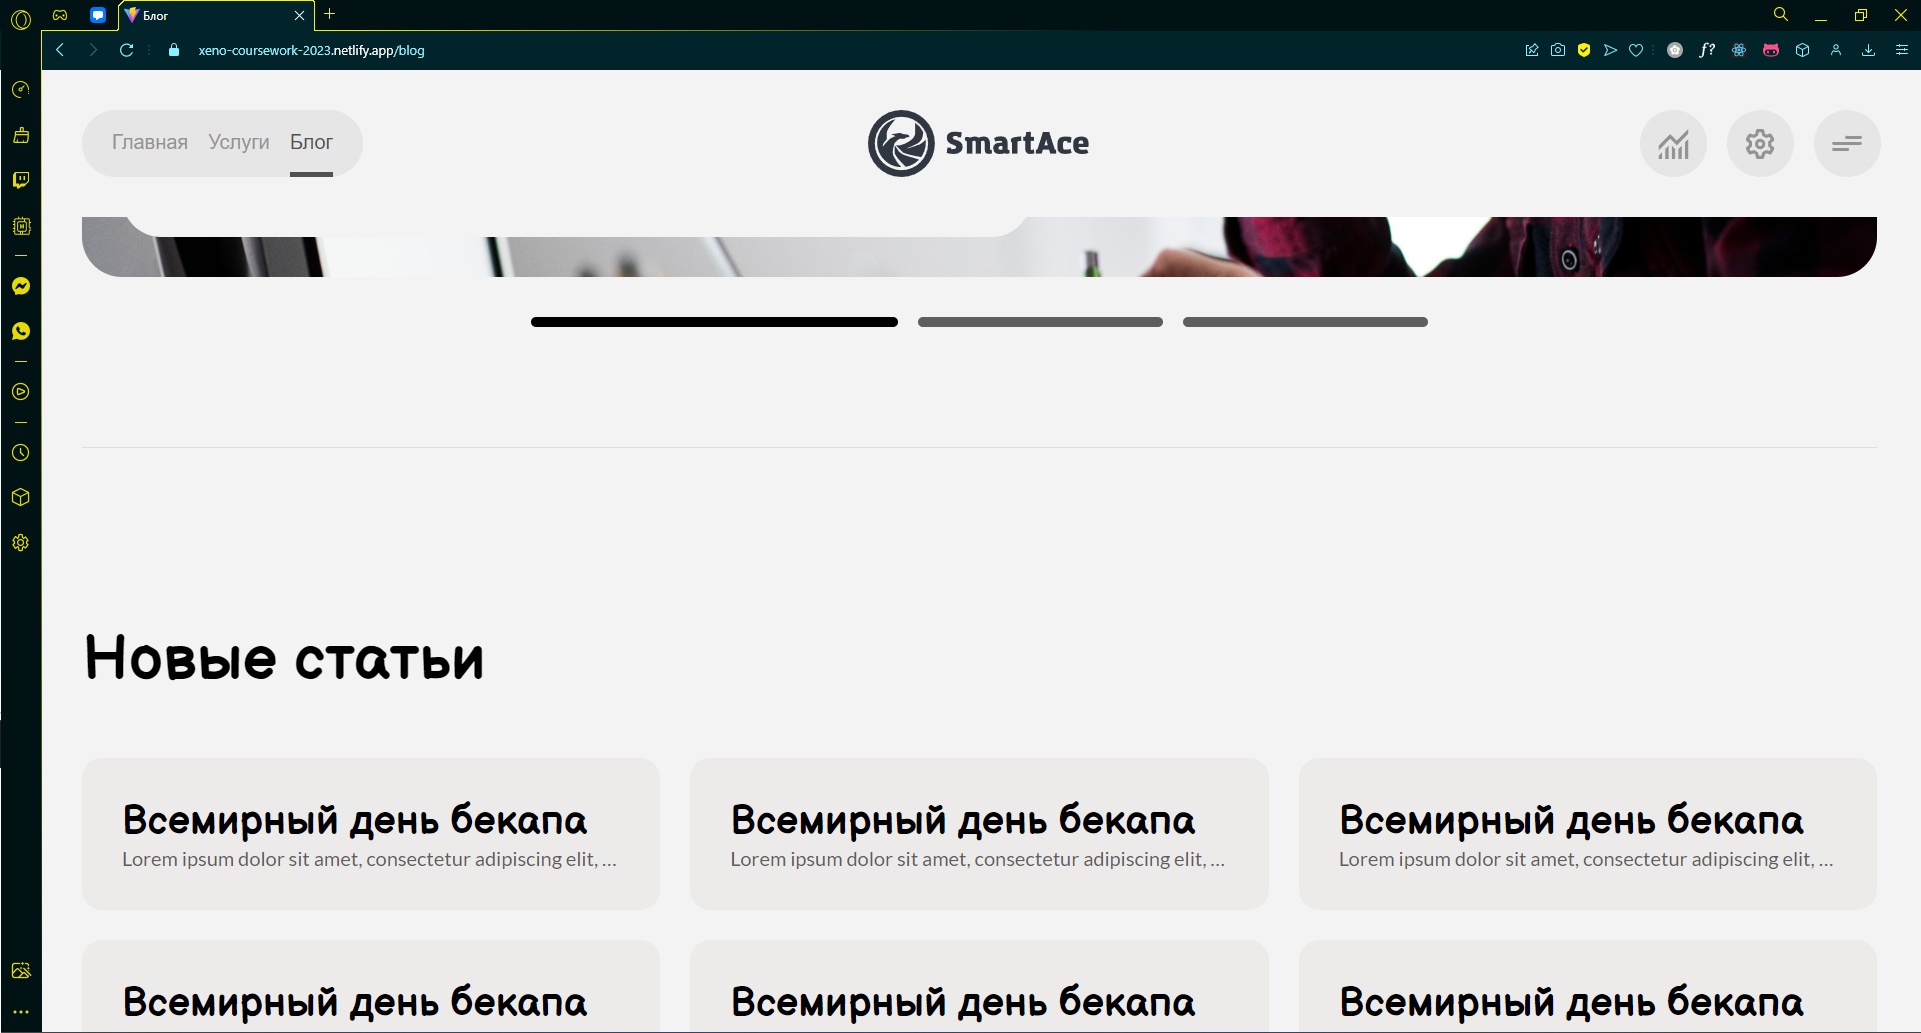 Блог
xeno-coursework-2023.netlify.app/blog
f?
Главная Услуги Блог
SmartAce
Новые статьи
Всемирный день бекапа
Lorem ipsum dolor sit amet, consectetur adipiscing elit, ...
Всемирный день бекапа
Lorem ipsum dolor sit amet, consectetur adipiscing elit, ...
Всемирный день бекапа
Lorem ipsum dolor sit amet, consectetur adipiscing elit, ...
Всемирный день бекапа
Всемирный день бекапа
Всемирный день бекапа